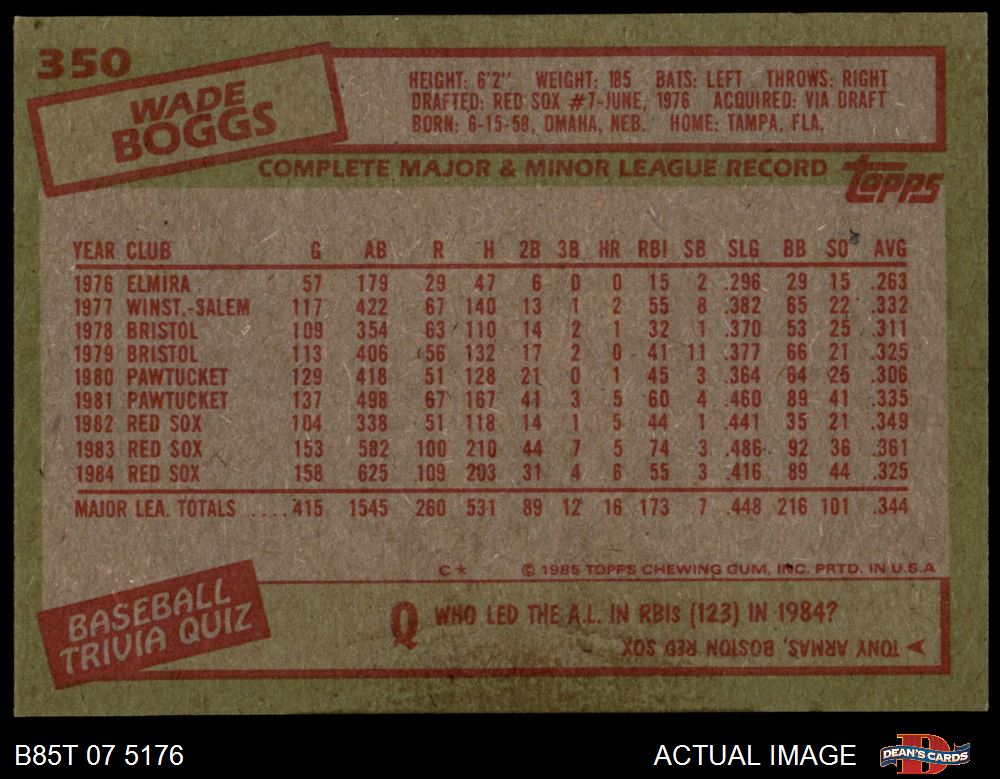 350
WADE
BOGGS
HEIGHT: 6'2" WEIGHT: 185 BATS: LEFT THROWS: RIGHT
DRAFTED: RED SOX #7-JUNE, 1976 ACQUIRED: VIA DRAFT
BORN: 6-15-58, OMAHA, NEB. HOME: TAMPA, FLA.
COMPLETE MAJOR & MINOR LEAGUE RECORD topps
YEAR CLUB G AB R H 2B 3B HR RBI SB SLG BB SO AVG
1976 ELMIRA 57 179 29 47 6 0 0 15 2 .296 29 15 .263
1977 WINST.-SALEM 117 422 67 140 13 1 2 55 8 .382 65 22 .332
1978 BRISTOL 109 354 63 110 14 2 1 32 1 .370 53 25 .311
1979 BRISTOL 113 406 56 132 17 2 0 41 11 .377 66 21 .325
1980 PAWTUCKET 129 418 51 128 21 0 1 45 3 .364 64 25 .306
1981 PAWTUCKET 137 498 67 167 41 3 5 60 4 .460 89 41 .335
1982 RED SOX 104 338 51 118 14 1 5 44 1 .441 35 21 .349
1983 RED SOX 153 582 100 210 44 7 5 74 3 .486 92 36 .361
1984 RED SOX 158 625 109 203 31 4 6 55 3 .416 89 44 .325
MAJOR LEA. TOTALS ....415 1545 260 531 89 12 16 173 7 .448 216 101 .344
C* © 1985 TOPPS CHEWING GUM, INC. PRTD. IN U.S.A
BASEBALL
TRIVIA QUIZ
Q WHO LED THE A.L. IN RBIs (123) IN 1984?
TONY ARMAS, BOSTON RED SOX
B85T 07 5176 ACTUAL IMAGE DEAN'S CARDS